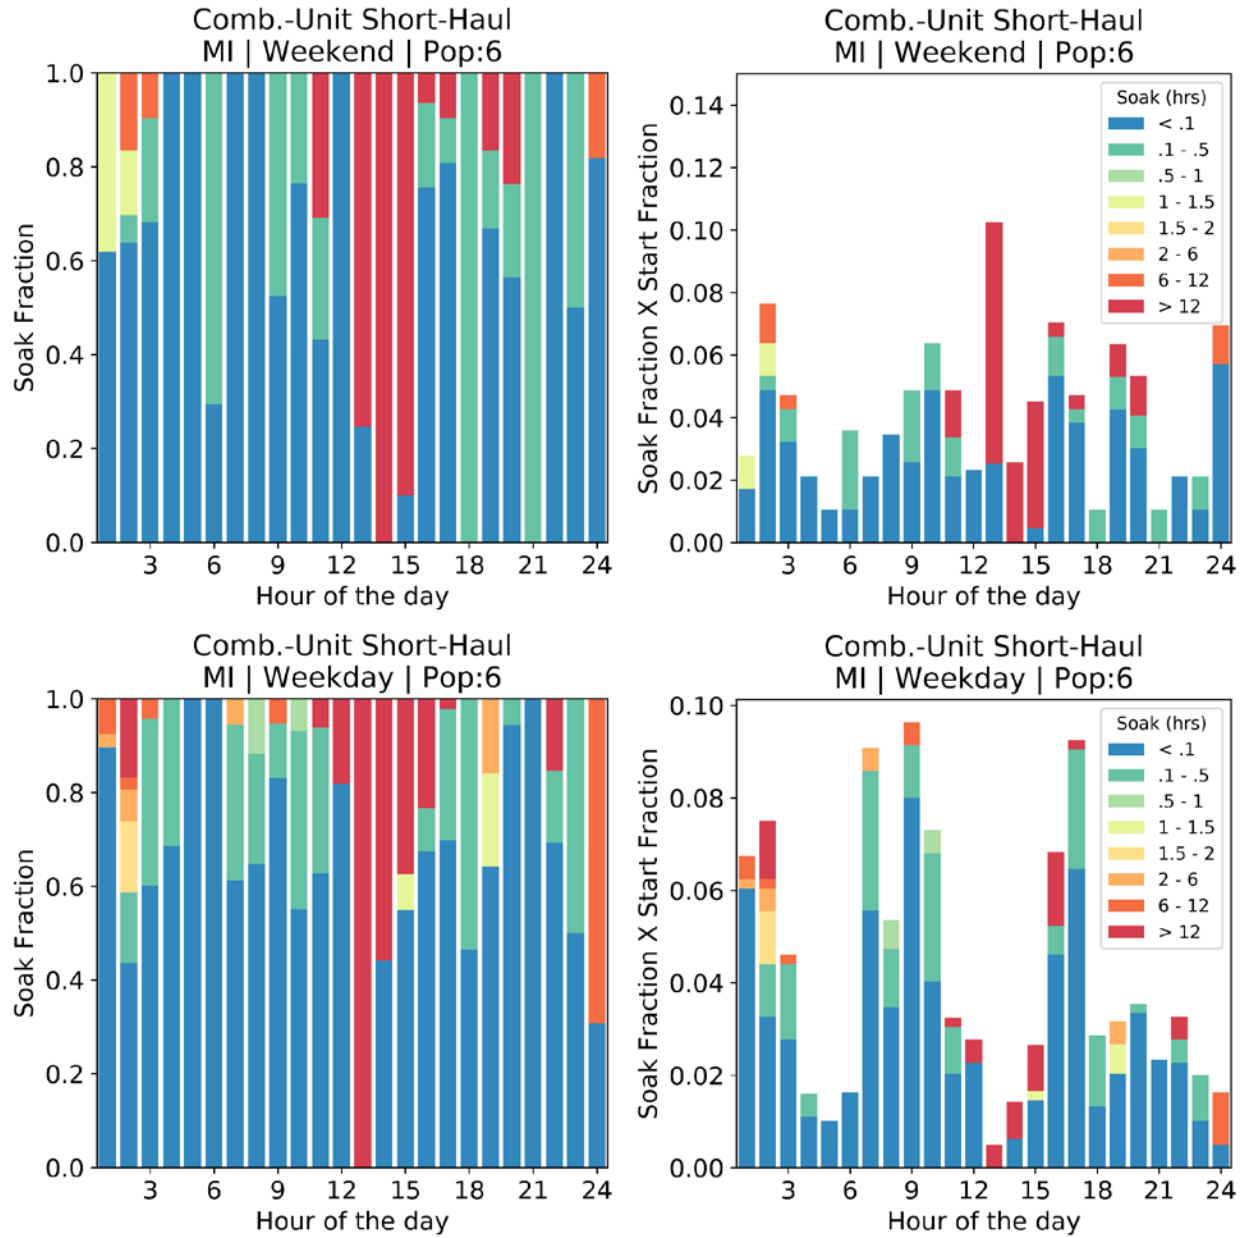 Comb.-Unit Short-Haul
MI | Weekend | Pop:6
1.0
0.8
0.6
0.4
0.2
0.0
Soak Fraction
3 6 9 12 15 18 21 24
Hour of the day
Comb.-Unit Short-Haul
MI | Weekend | Pop:6
0.14
0.12
0.10
0.08
0.06
0.04
0.02
0.00
Soak Fraction X Start Fraction
Soak (hrs)
< .1
.1 - .5
.5 - 1
1 - 1.5
1.5 - 2
2 - 6
6 - 12
> 12
3 6 9 12 15 18 21 24
Hour of the day
Comb.-Unit Short-Haul
MI | Weekday | Pop:6
1.0
0.8
0.6
0.4
0.2
0.0
Soak Fraction
3 6 9 12 15 18 21 24
Hour of the day
Comb.-Unit Short-Haul
MI | Weekday | Pop:6
0.10
0.08
0.06
0.04
0.02
0.00
Soak Fraction X Start Fraction
Soak (hrs)
< .1
.1 - .5
.5 - 1
1 - 1.5
1.5 - 2
2 - 6
6 - 12
> 12
3 6 9 12 15 18 21 24
Hour of the day